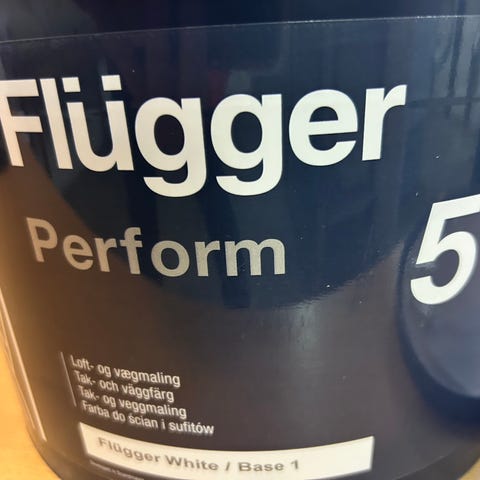 Flügger
Perform
5
Loft- og vægmaling
Tak- och väggfärg
Tak- og veggmaling
Farba do ścian i sufitów
Flügger White / Base 1